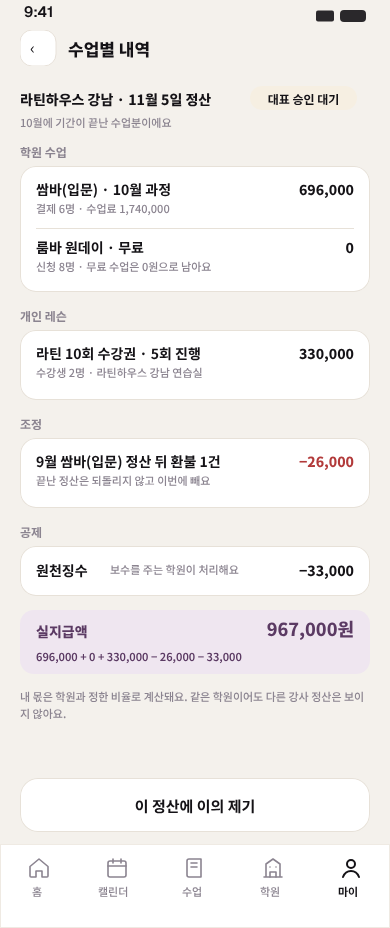 9:41
수업별 내역
라틴하우스 강남 · 11월 5일 정산
대표 승인 대기
10월에 기간이 끝난 수업분이에요
학원 수업
쌈바(입문) · 10월 과정
696,000
결제 6명 · 수업료 1,740,000
룸바 원데이 · 무료
0
신청 8명 · 무료 수업은 0원으로 남아요
개인 레슨
라틴 10회 수강권 · 5회 진행
330,000
수강생 2명 · 라틴하우스 강남 연습실
조정
9월 쌈바(입문) 정산 뒤 환불 1건
−26,000
끝난 정산은 되돌리지 않고 이번에 빼요
공제
원천징수
보수를 주는 학원이 처리해요
−33,000
실지급액
967,000원
696,000 + 0 + 330,000 − 26,000 − 33,000
내 몫은 학원과 정한 비율로 계산돼요. 같은 학원이어도 다른 강사 정산은 보이
지 않아요.
이 정산에 이의 제기
홈
캘린더
수업
학원
마이